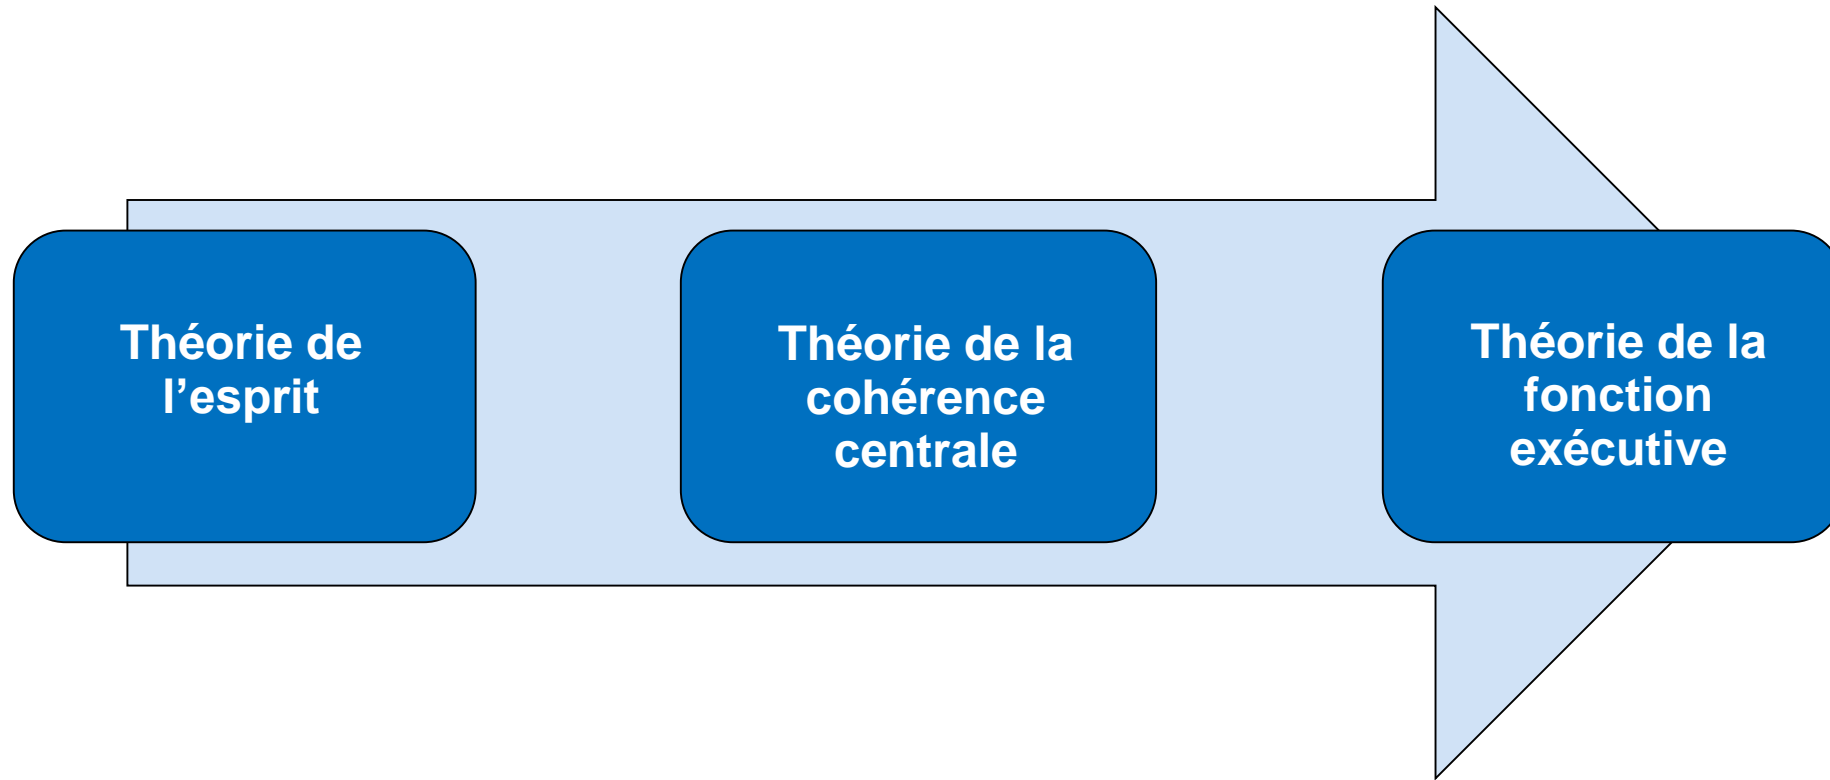 Théorie de
l’esprit
Théorie de la
cohérence
centrale
Théorie de la
fonction
exécutive